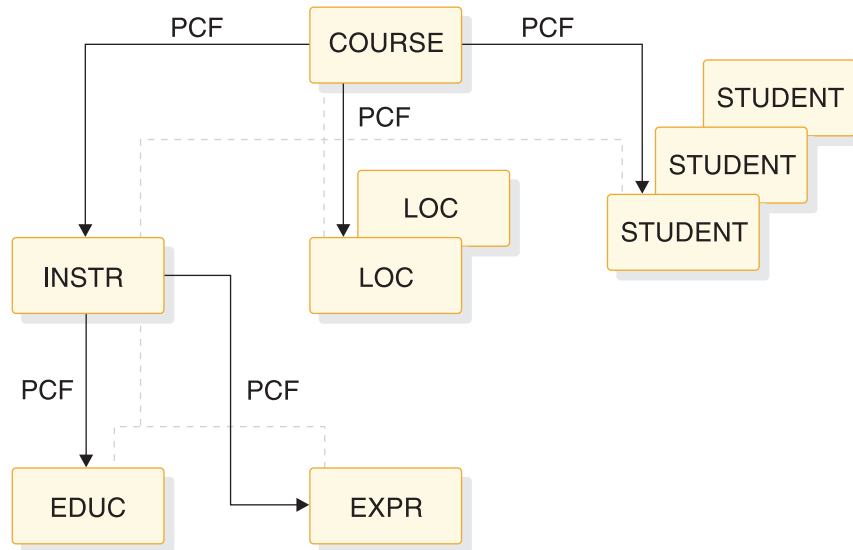 PCF
COURSE
PCF
PCF
STUDENT
STUDENT
STUDENT
LOC
LOC
INSTR
PCF
PCF
EDUC
EXPR